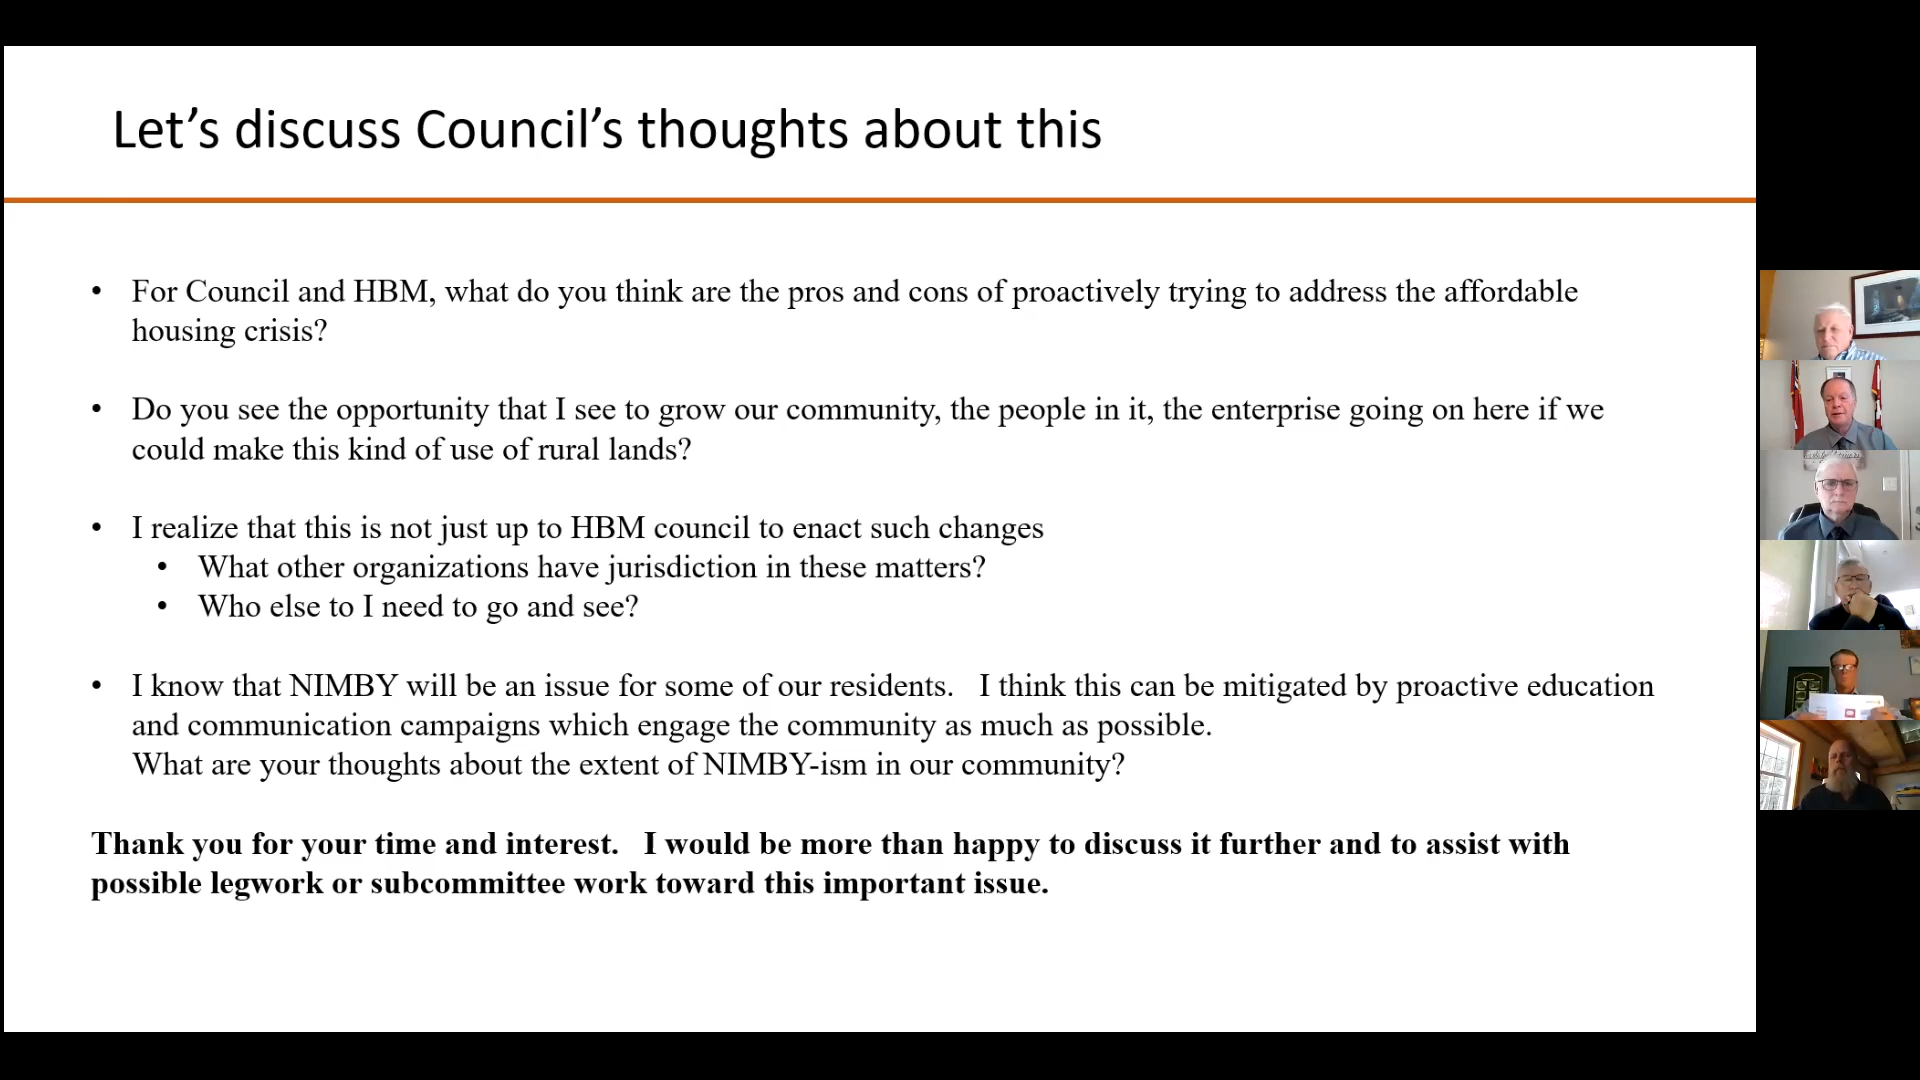 Let’s discuss Council’s thoughts about this
• For Council and HBM, what do you think are the pros and cons of proactively trying to address the affordable
housing crisis?
• Do you see the opportunity that I see to grow our community, the people in it, the enterprise going on here if we
could make this kind of use of rural lands?
• I realize that this is not just up to HBM council to enact such changes
• What other organizations have jurisdiction in these matters?
• Who else to I need to go and see?
• I know that NIMBY will be an issue for some of our residents.   I think this can be mitigated by proactive education
and communication campaigns which engage the community as much as possible.
What are your thoughts about the extent of NIMBY-ism in our community?
Thank you for your time and interest.   I would be more than happy to discuss it further and to assist with
possible legwork or subcommittee work toward this important issue.